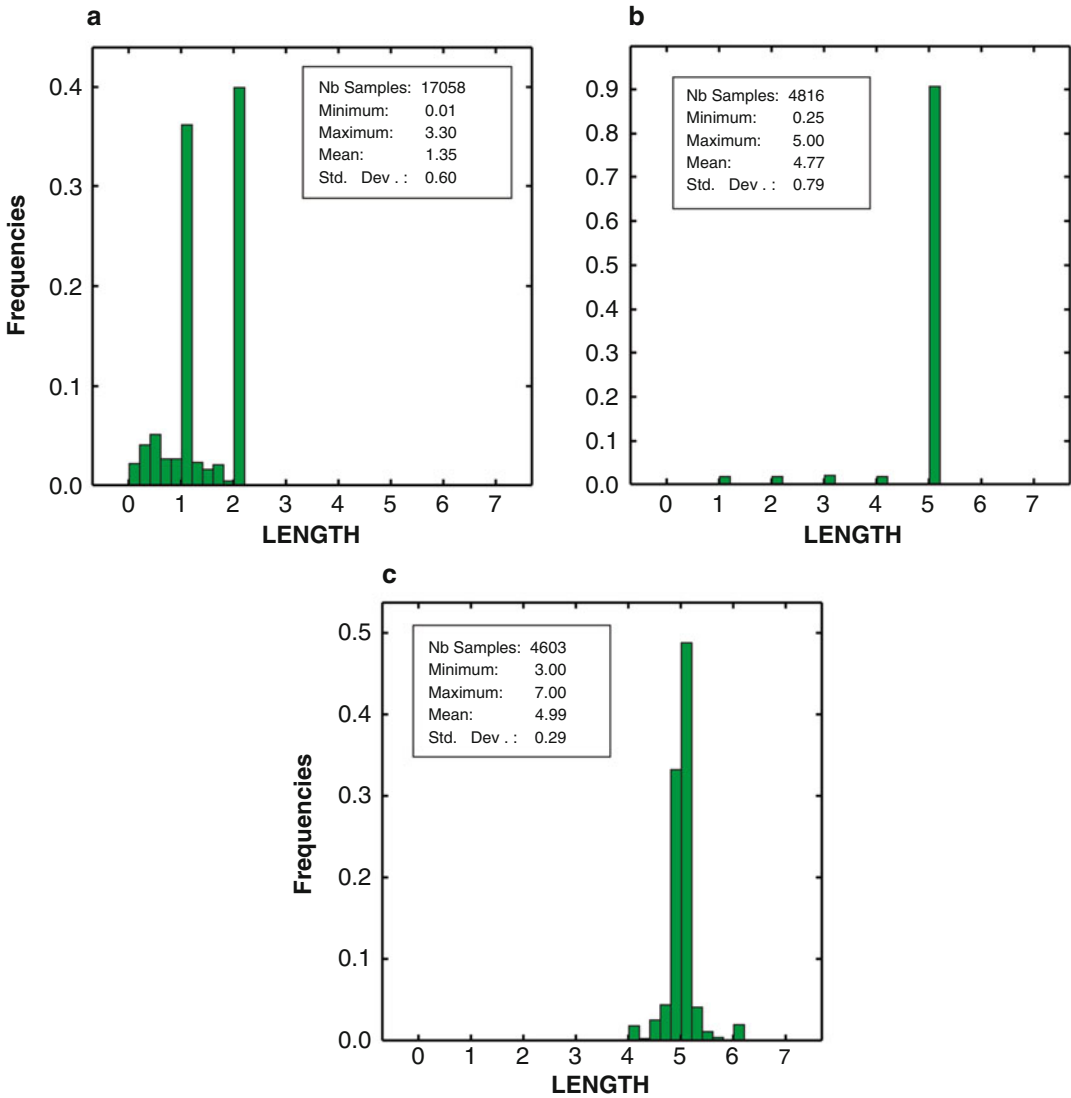 a
Nb Samples: 17058
Minimum: 0.01
Maximum: 3.30
Mean: 1.35
Std. Dev . : 0.60
Frequencies
0.4
0.3
0.2
0.1
0.0
0 1 2 3 4 5 6 7
LENGTH
b
Nb Samples: 4816
Minimum: 0.25
Maximum: 5.00
Mean: 4.77
Std. Dev . : 0.79
0.9
0.8
0.7
0.6
0.5
0.4
0.3
0.2
0.1
0.0
0 1 2 3 4 5 6 7
LENGTH
c
Nb Samples: 4603
Minimum: 3.00
Maximum: 7.00
Mean: 4.99
Std. Dev . : 0.29
Frequencies
0.5
0.4
0.3
0.2
0.1
0.0
0 1 2 3 4 5 6 7
LENGTH